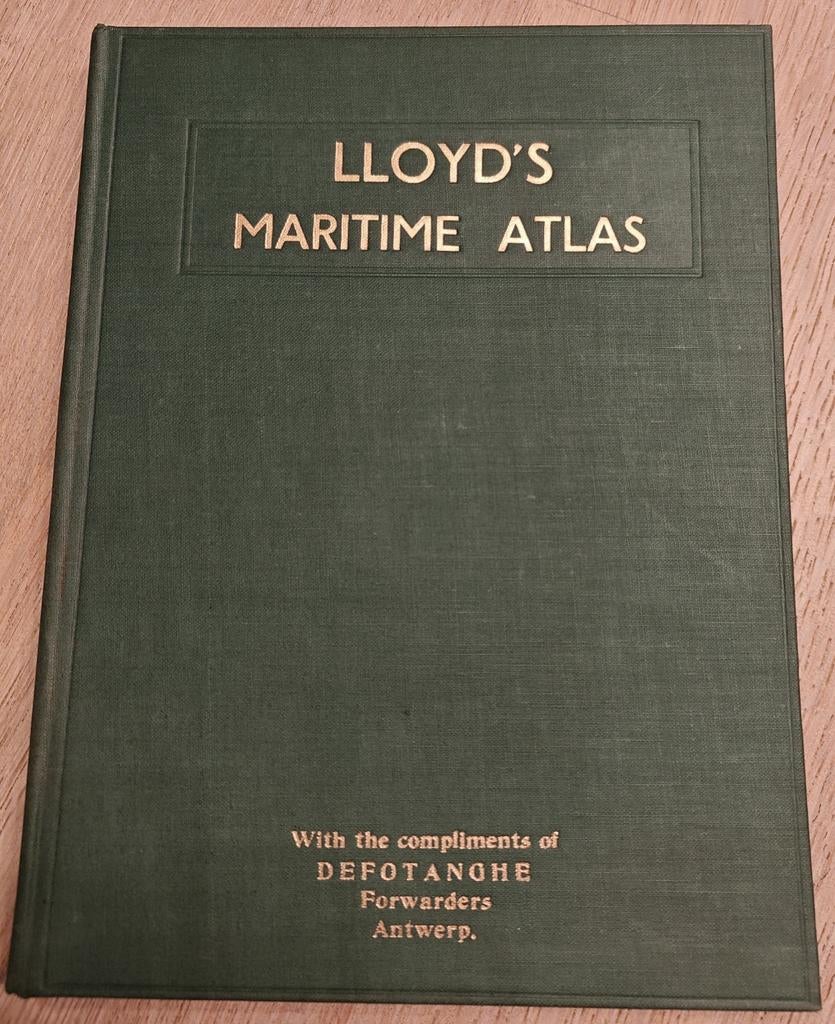 LLOYD'S
MARITIME ATLAS
With the compliments of
DEFOTANGHE
Forwarders
Antwerp.